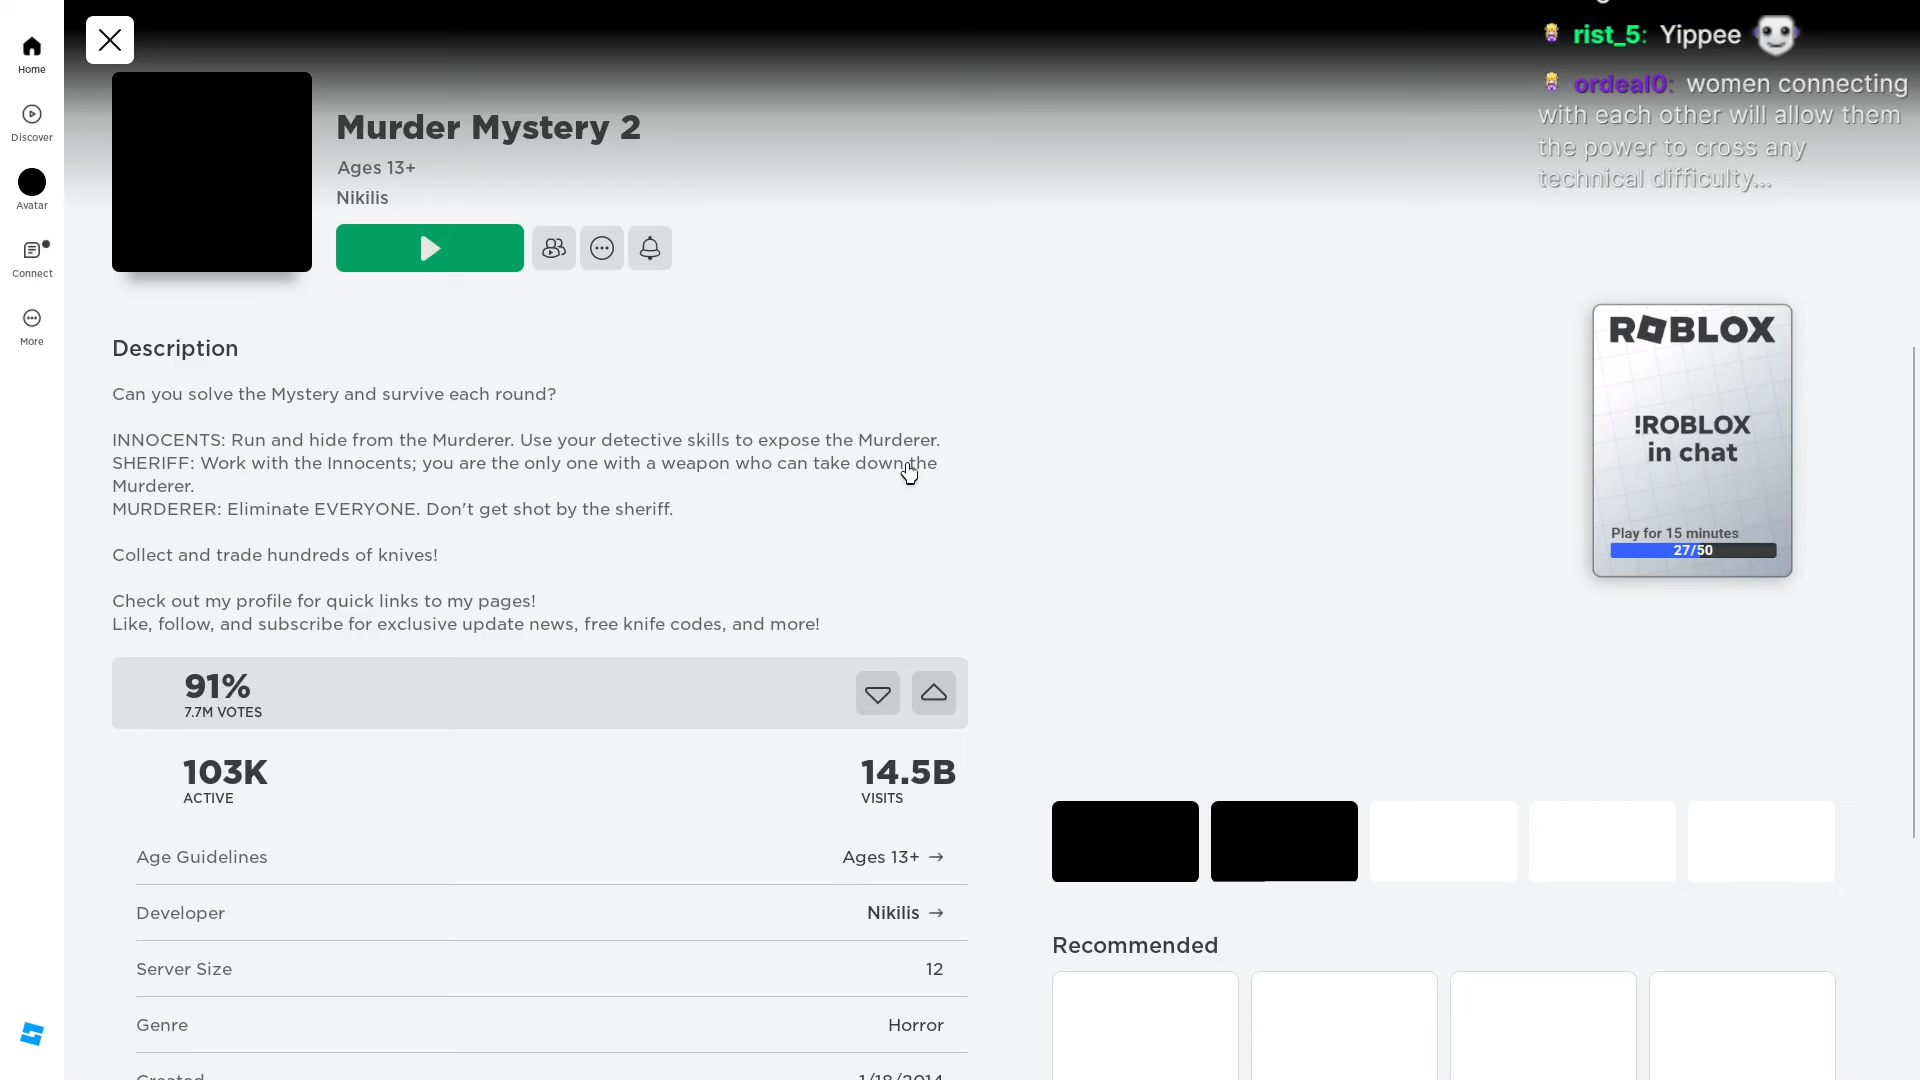 Home
Discover
Avatar
Connect
More
Murder Mystery 2
Ages 13+
Nikilis
rist_5: Yippee
ordeal0: women connecting
with each other will allow them
the power to cross any
technical difficulty...
Description
Can you solve the Mystery and survive each round?
INNOCENTS: Run and hide from the Murderer. Use your detective skills to expose the Murderer.
SHERIFF: Work with the Innocents; you are the only one with a weapon who can take down the
Murderer.
MURDERER: Eliminate EVERYONE. Don't get shot by the sheriff.
Collect and trade hundreds of knives!
Check out my profile for quick links to my pages!
Like, follow, and subscribe for exclusive update news, free knife codes, and more!
ROBLOX
!ROBLOX
in chat
Play for 15 minutes
27/50
91%
7.7M VOTES
103K
ACTIVE
14.5B
VISITS
Age Guidelines
Ages 13+ →
Developer
Nikilis →
Server Size
12
Genre
Horror
Created
1/18/2014
Recommended